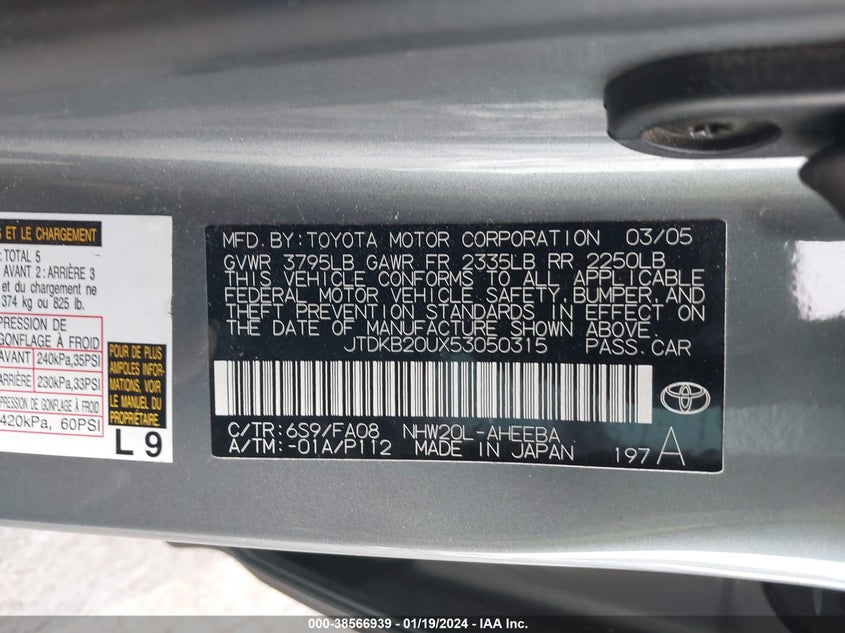 S ET LE CHARGEMENT
: TOTAL 5
AVANT 2: ARRIÈRE 3
et du chargement ne
374 kg ou 825 lb.
PRESSION DE
GONFLAGE À FROID
AVANT 240kPa,35PSI
ARRIÈRE 230kPa,33PSI
PRESSION DE GONFLAGE À FROID
420kPa, 60PSI
POUR DE PLUS
AMPLES INFOR-
MATIONS,
VOIR LE
MANUEL DU
PROPRIÉTAIRE.
L 9
MFD. BY: TOYOTA MOTOR CORPORATION 03/05
GVWR 3795LB GAWR FR 2335LB RR 2250LB
THIS VEHICLE CONFORMS TO ALL APPLICABLE
FEDERAL MOTOR VEHICLE SAFETY, BUMPER, AND
THEFT PREVENTION STANDARDS IN EFFECT ON
THE DATE OF MANUFACTURE SHOWN ABOVE.
JTDKB20UX53050315 PASS. CAR
C/TR: 6S9/FA08 NHW20L-AHEEBA
A/TM: -01A/P112 MADE IN JAPAN 197 A
000-38566939 - 01/19/2024 - IAA Inc.